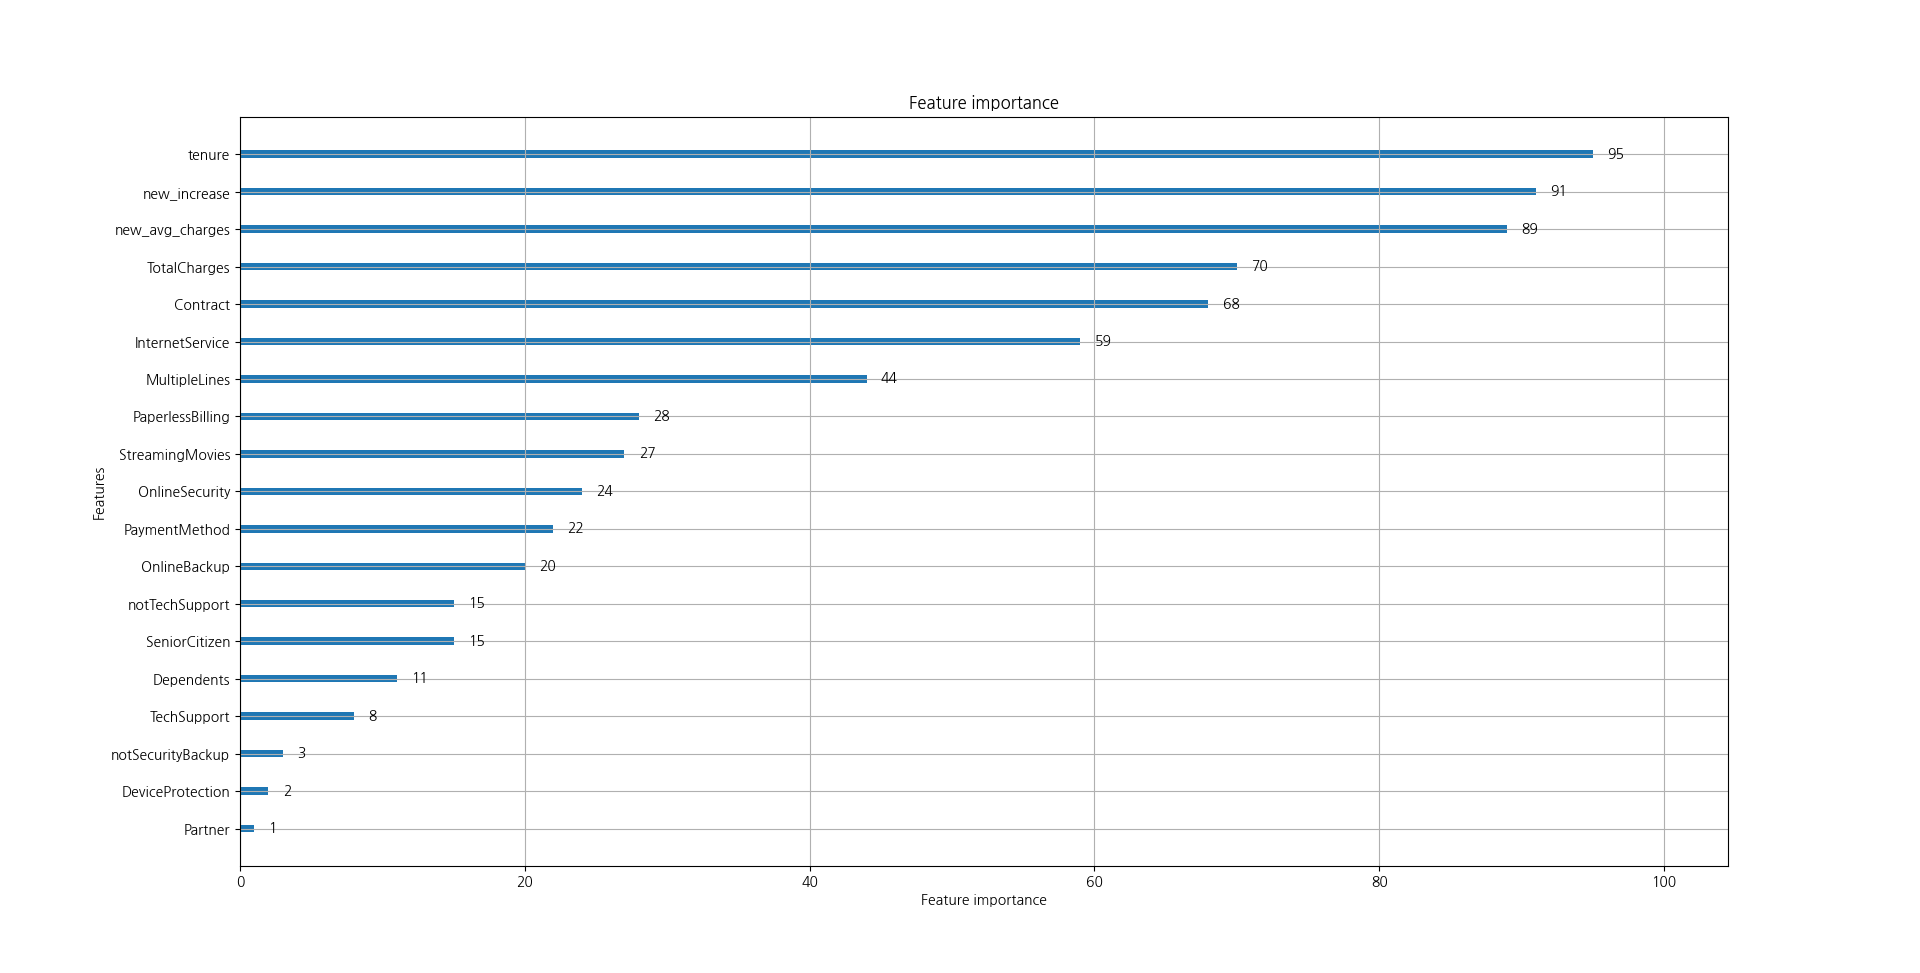 Feature importance
tenure 95
new_increase 91
new_avg_charges 89
TotalCharges 70
Contract 68
InternetService 59
MultipleLines 44
PaperlessBilling 28
StreamingMovies 27
OnlineSecurity 24
PaymentMethod 22
OnlineBackup 20
notTechSupport 15
SeniorCitizen 15
Dependents 11
TechSupport 8
notSecurityBackup 3
DeviceProtection 2
Partner 1
Features
0 20 40 60 80 100
Feature importance